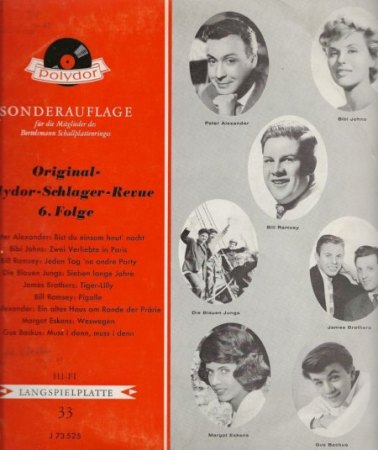 polydor
SONDERAUFLAGE
für die Mitglieder des
Bertelsmann Schallplattenringes
Original-
lydor-Schlager-Revue
6. Folge
ter Alexander: Bist du einsam heut' nacht
Bibi Johns: Zwei Verliebte in Paris
Bill Ramsey: Jeden Tag 'ne andre Party
Die Blauen Jungs: Sieben lange Jahre
James Brothers: Tiger-Lilly
Bill Ramsey: Pigalle
lexander: Ein altes Haus am Rande der Prärie
Margot Eskens: Weswegen
Gus Backus: Muss i denn, muss i denn
HI-FI
LANGSPIELPLATTE
33
J 73.525
Peter Alexander
Bibi Johns
Bill Ramsey
Die Blauen Jungs
James Brothers
Margot Eskens
Gus Backus